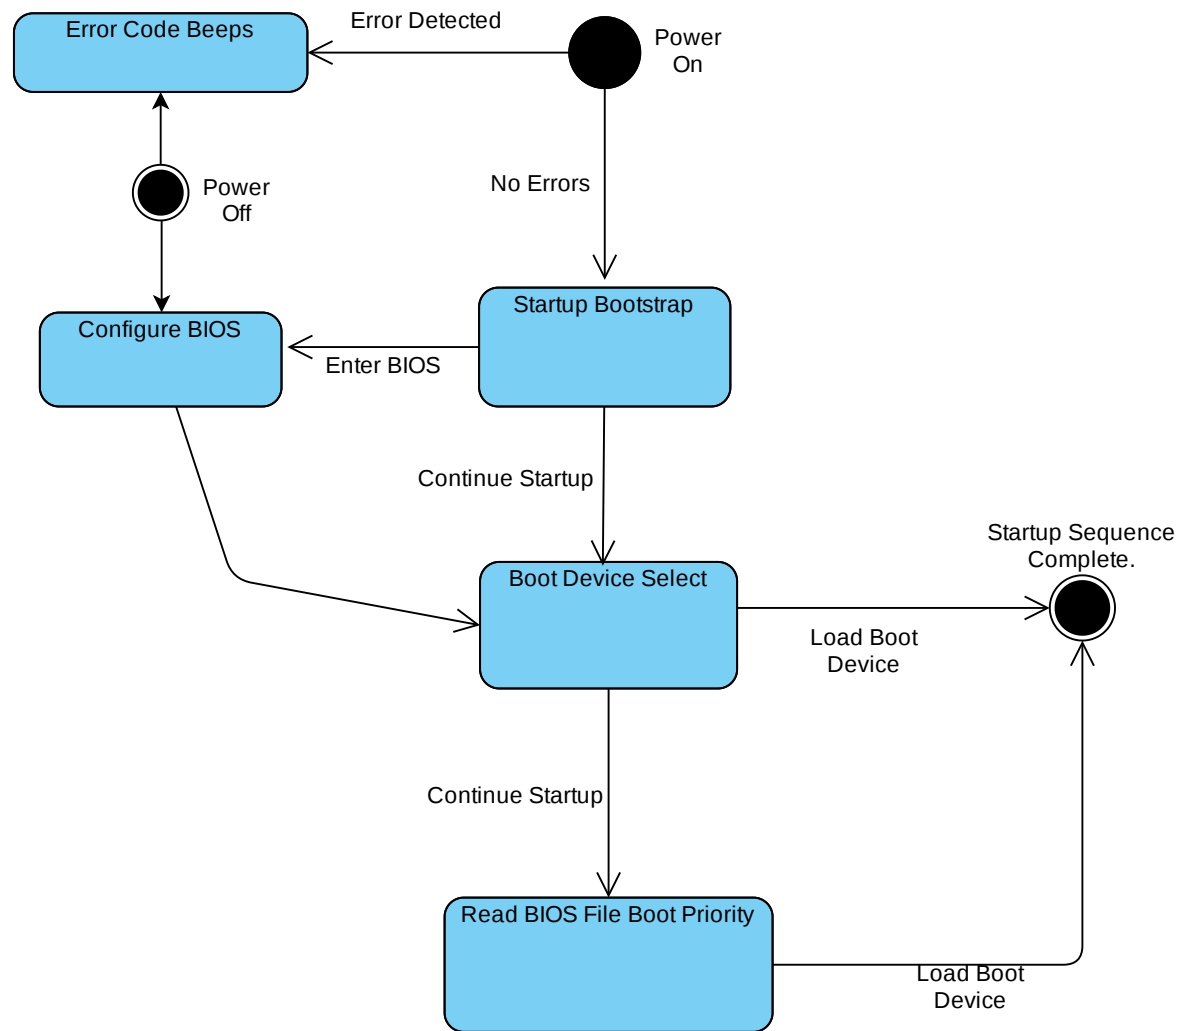 Error Code Beeps
Error Detected
Power
On
No Errors
Power
Off
Startup Bootstrap
Configure BIOS
Enter BIOS
Continue Startup
Startup Sequence
Complete.
Boot Device Select
Load Boot
Device
Continue Startup
Read BIOS File Boot Priority
Load Boot
Device